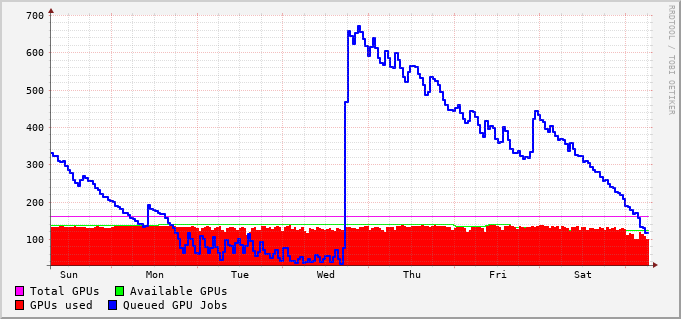 700
600
500
400
300
200
100
Sun Mon Tue Wed Thu Fri Sat
Total GPUs Available GPUs
GPUs used Queued GPU Jobs
RRDTOOL / TOBI OETIKER